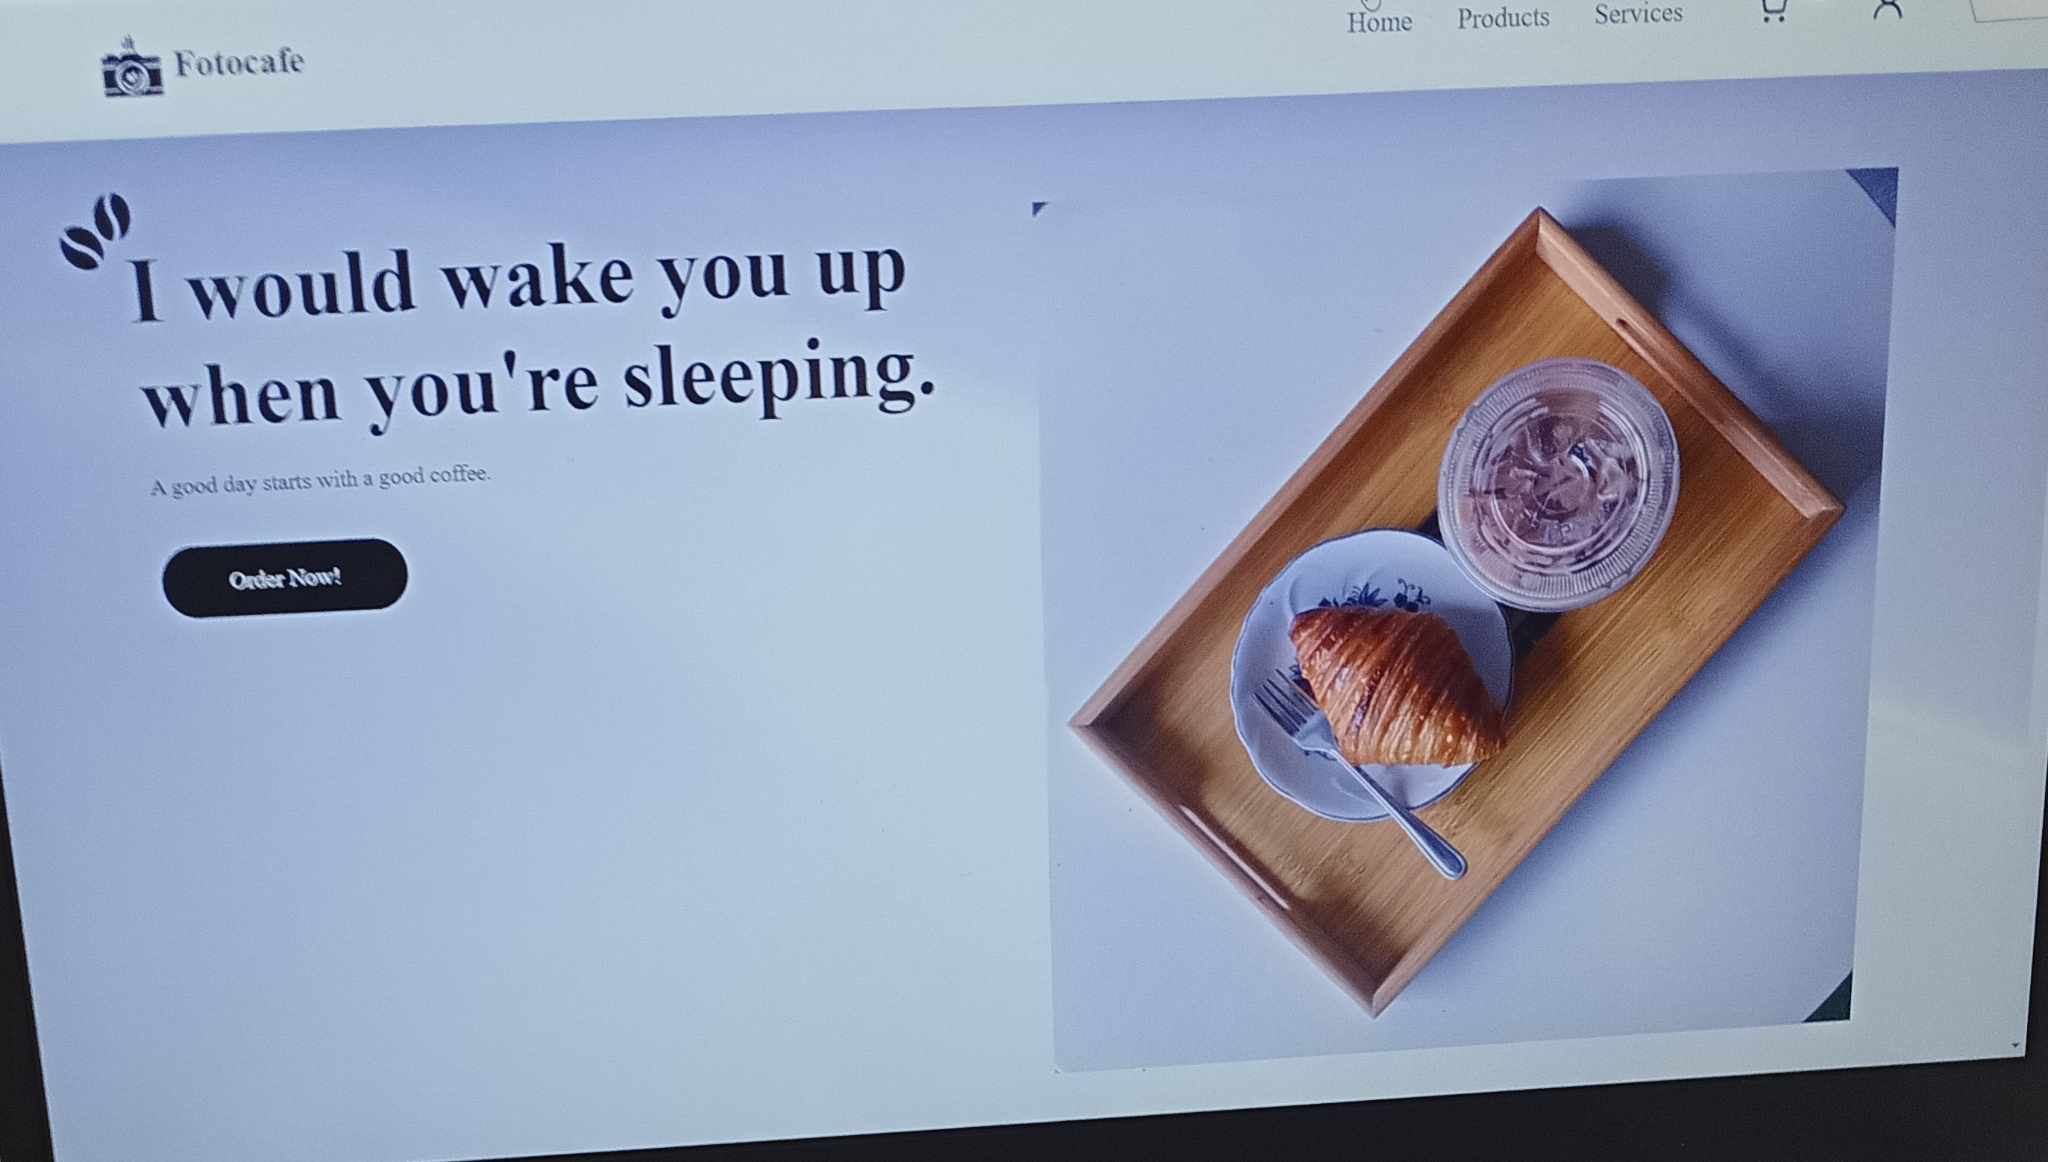 Fotocafe
Home Products Services
I would wake you up
when you're sleeping.
A good day starts with a good coffee.
Order Now!